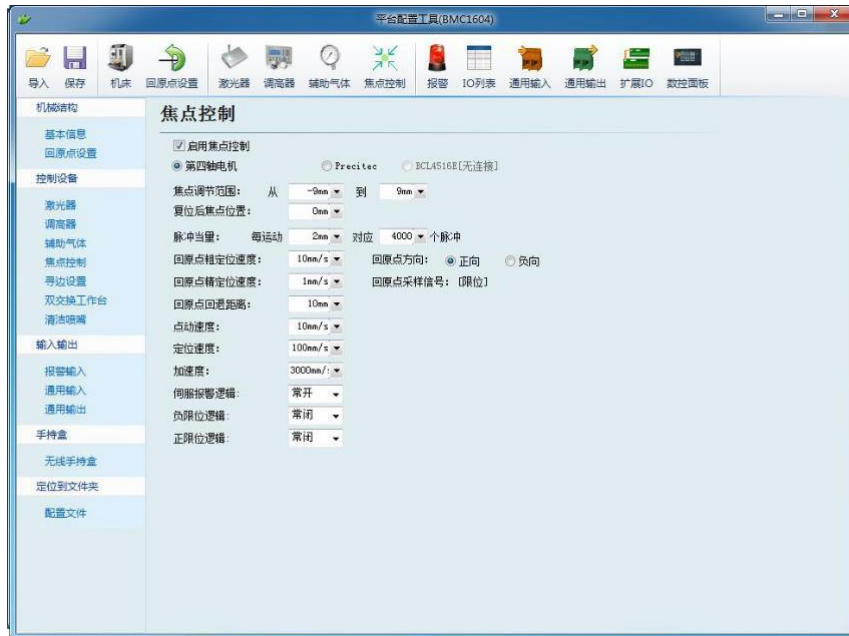 平台配置工具(BMC1604)
导入 保存 机床 回原点设置 激光器 调高器 辅助气体 焦点控制 报警 IO列表 通用输入 通用输出 扩展IO 数控面板
机械结构
基本信息
回原点设置
控制设备
激光器
调高器
辅助气体
焦点控制
寻边设置
双交换工作台
清洁喷嘴
输入输出
报警输入
通用输入
通用输出
手持盒
无线手持盒
定位到文件夹
配置文件
焦点控制
启用焦点控制
第四轴电机 Precitec BCL4516E[无连接]
焦点调节范围: 从 -9mm 到 9mm
复位后焦点位置: 0mm
脉冲当量: 每运动 2mm 对应 4000 个脉冲
回原点粗定位速度: 10mm/s 回原点方向: 正向 负向
回原点精定位速度: 1mm/s 回原点采样信号: [限位]
回原点回退距离: 10mm
点动速度: 10mm/s
定位速度: 100mm/s
加速度: 3000mm/
伺服报警逻辑: 常开
负限位逻辑: 常闭
正限位逻辑: 常闭